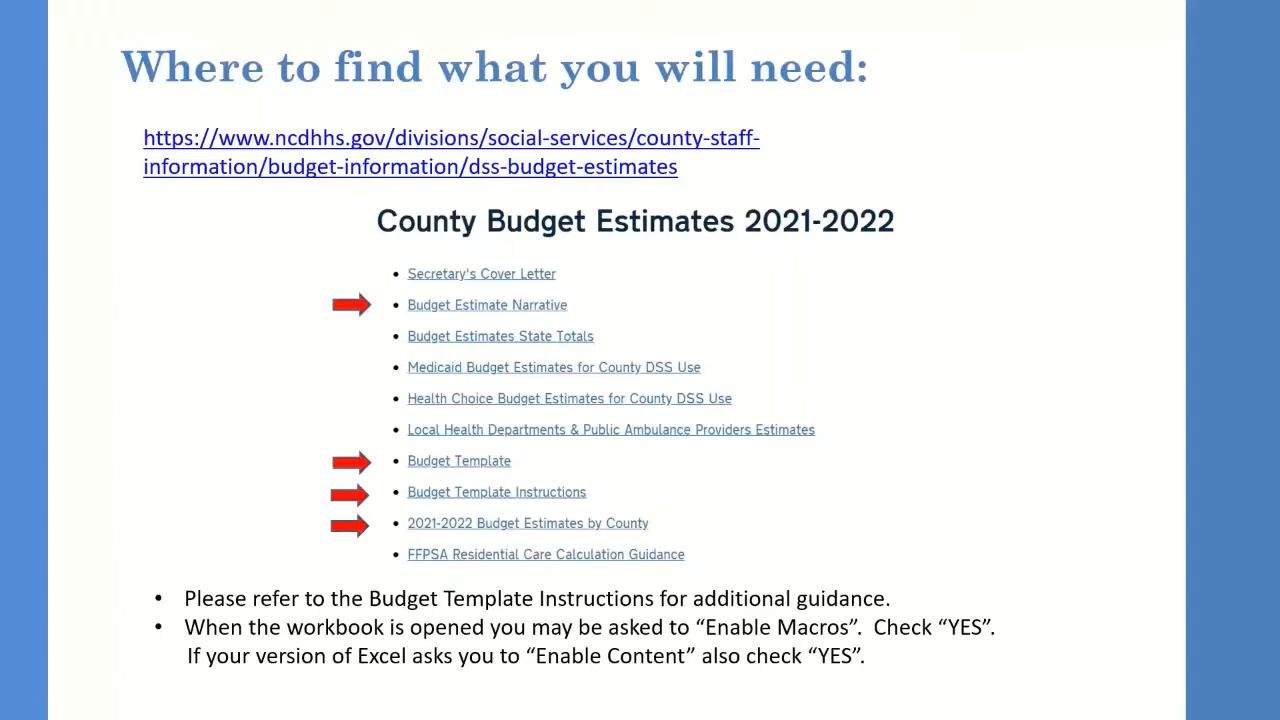 Where to find what you will need:
https://www.ncdhhs.gov/divisions/social-services/county-staff-
information/budget-information/dss-budget-estimates
County Budget Estimates 2021-2022
• Secretary's Cover Letter
• Budget Estimate Narrative
• Budget Estimates State Totals
• Medicaid Budget Estimates for County DSS Use
• Health Choice Budget Estimates for County DSS Use
• Local Health Departments & Public Ambulance Providers Estimates
• Budget Template
• Budget Template Instructions
• 2021-2022 Budget Estimates by County
• FFPSA Residential Care Calculation Guidance
• Please refer to the Budget Template Instructions for additional guidance.
• When the workbook is opened you may be asked to “Enable Macros”. Check “YES”.
If your version of Excel asks you to “Enable Content” also check “YES”.